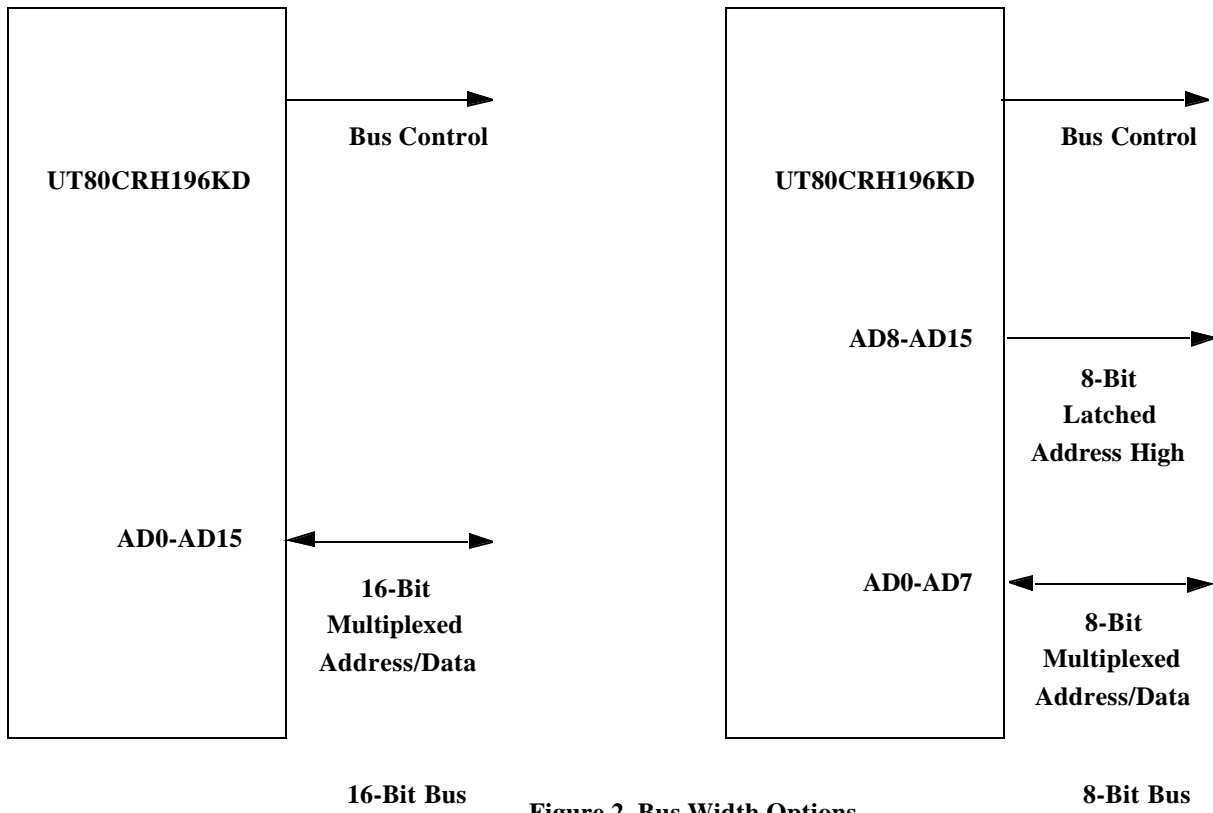 Bus Control
UT80CRH196KD
AD0-AD15
16-Bit
Multiplexed
Address/Data
16-Bit Bus
Bus Control
UT80CRH196KD
AD8-AD15
8-Bit
Latched
Address High
AD0-AD7
8-Bit
Multiplexed
Address/Data
8-Bit Bus
Figure 2. Bus Width Options